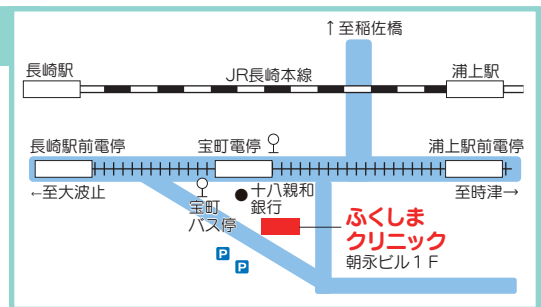 ↑至稲佐橋
長崎駅
JR長崎本線
浦上駅
長崎駅前電停
宝町電停
浦上駅前電停
←至大波止
宝町
バス停
十八親和
銀行
至時津→
ふくしま
クリニック
朝永ビル1F
P
P